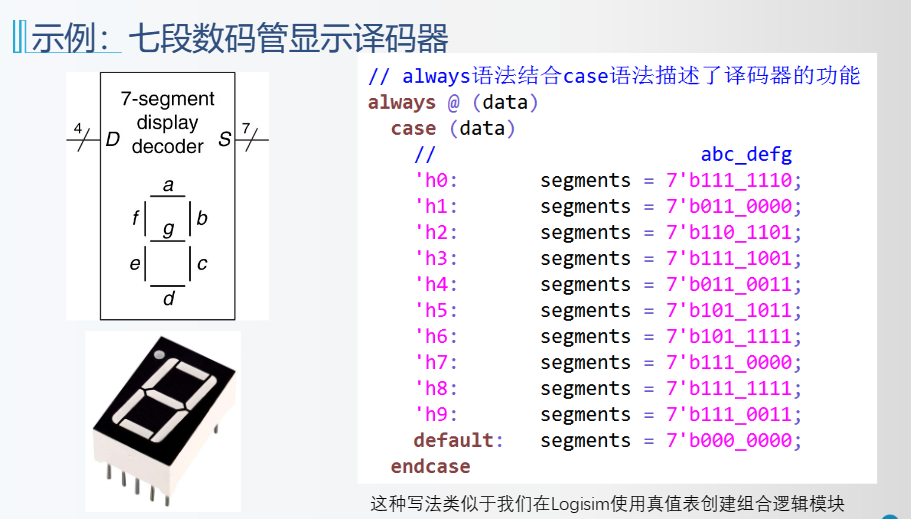 示例：七段数码管显示译码器
7-segment
display
decoder
4
D
S
7
a
f
b
g
e
c
d
// always语法结合case语法描述了译码器的功能
always @ (data)
case (data)
// abc_defg
'h0: segments = 7'b111_1110;
'h1: segments = 7'b011_0000;
'h2: segments = 7'b110_1101;
'h3: segments = 7'b111_1001;
'h4: segments = 7'b011_0011;
'h5: segments = 7'b101_1011;
'h6: segments = 7'b101_1111;
'h7: segments = 7'b111_0000;
'h8: segments = 7'b111_1111;
'h9: segments = 7'b111_0011;
default: segments = 7'b000_0000;
endcase
这种写法类似于我们在Logisim使用真值表创建组合逻辑模块